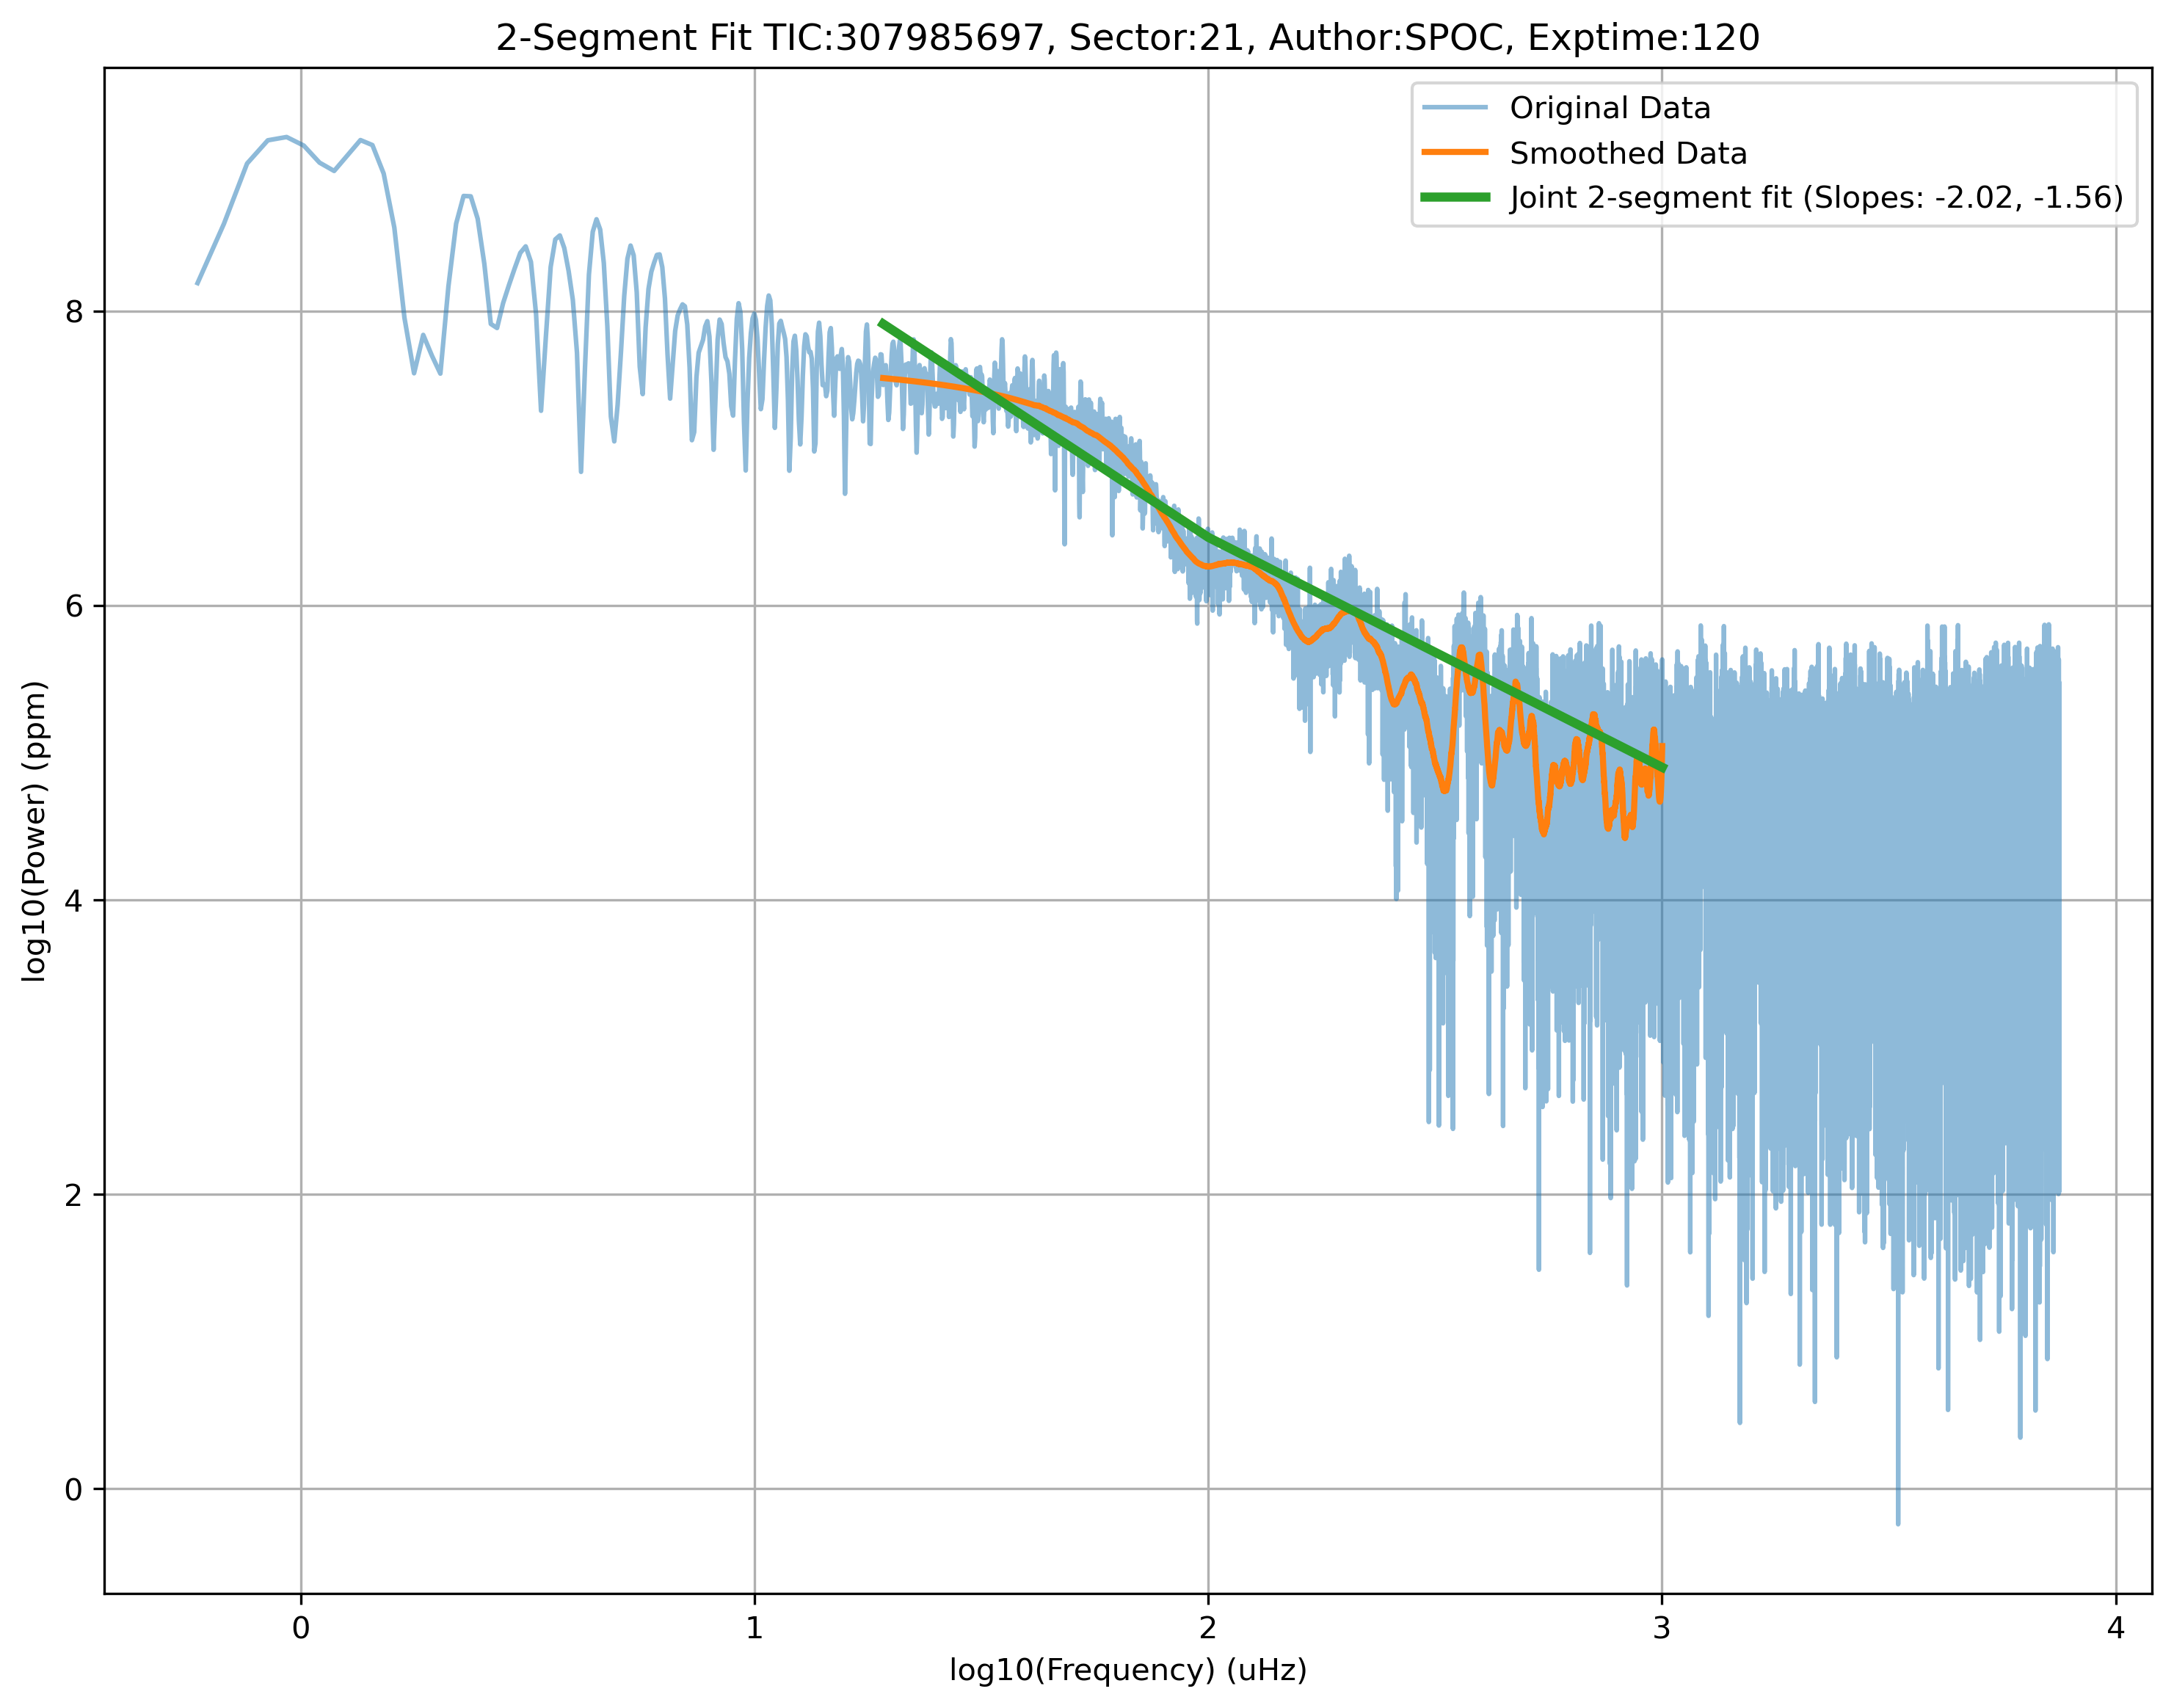 2-Segment Fit TIC:307985697, Sector:21, Author:SPOC, Exptime:120
Original Data
Smoothed Data
Joint 2-segment fit (Slopes: -2.02, -1.56)
log10(Power) (ppm)
8
6
4
2
0
0 1 2 3 4
log10(Frequency) (uHz)